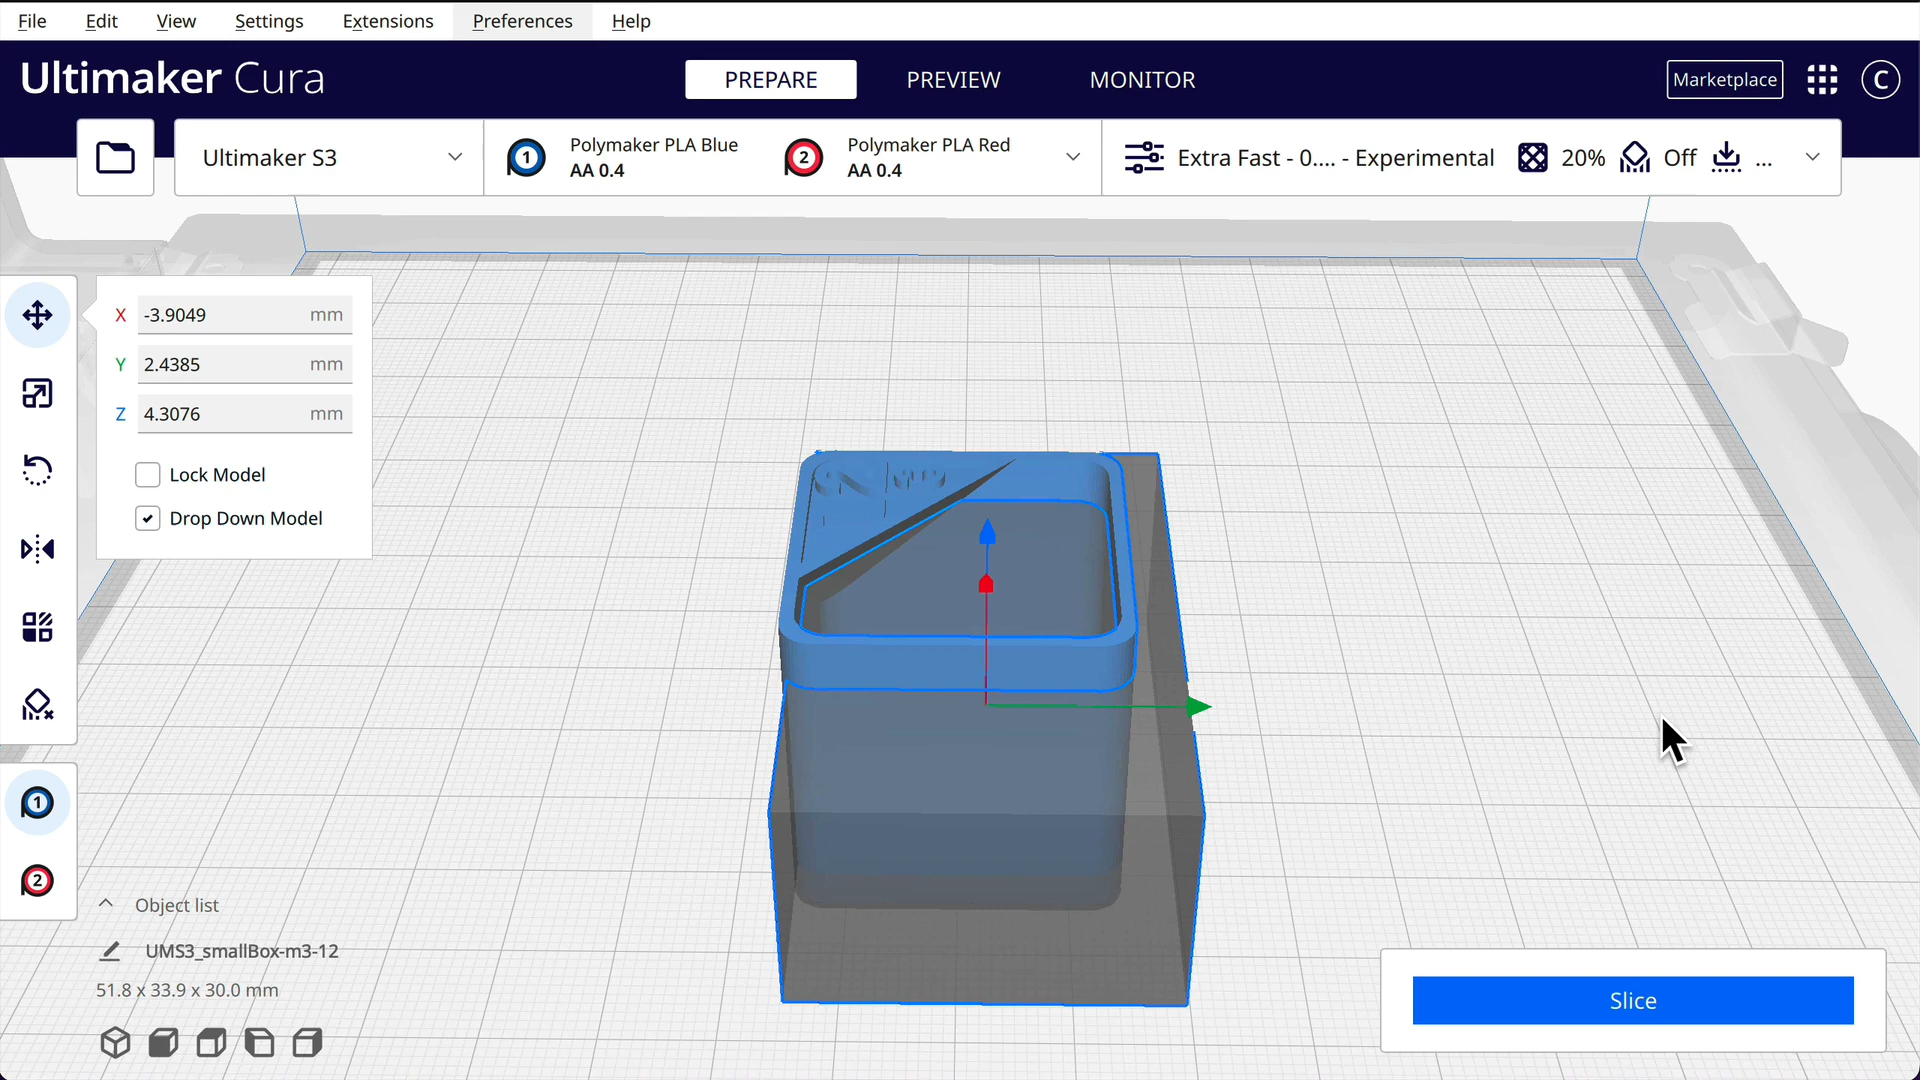 File Edit View Settings Extensions Preferences Help
Ultimaker Cura PREPARE PREVIEW MONITOR Marketplace C
Ultimaker S3
1 Polymaker PLA Blue
AA 0.4
2 Polymaker PLA Red
AA 0.4
Extra Fast - 0.... - Experimental 20% Off ...
X -3.9049 mm
Y 2.4385 mm
Z 4.3076 mm
Lock Model
Drop Down Model
1
2
Object list
UMS3_smallBox-m3-12
51.8 x 33.9 x 30.0 mm
Slice